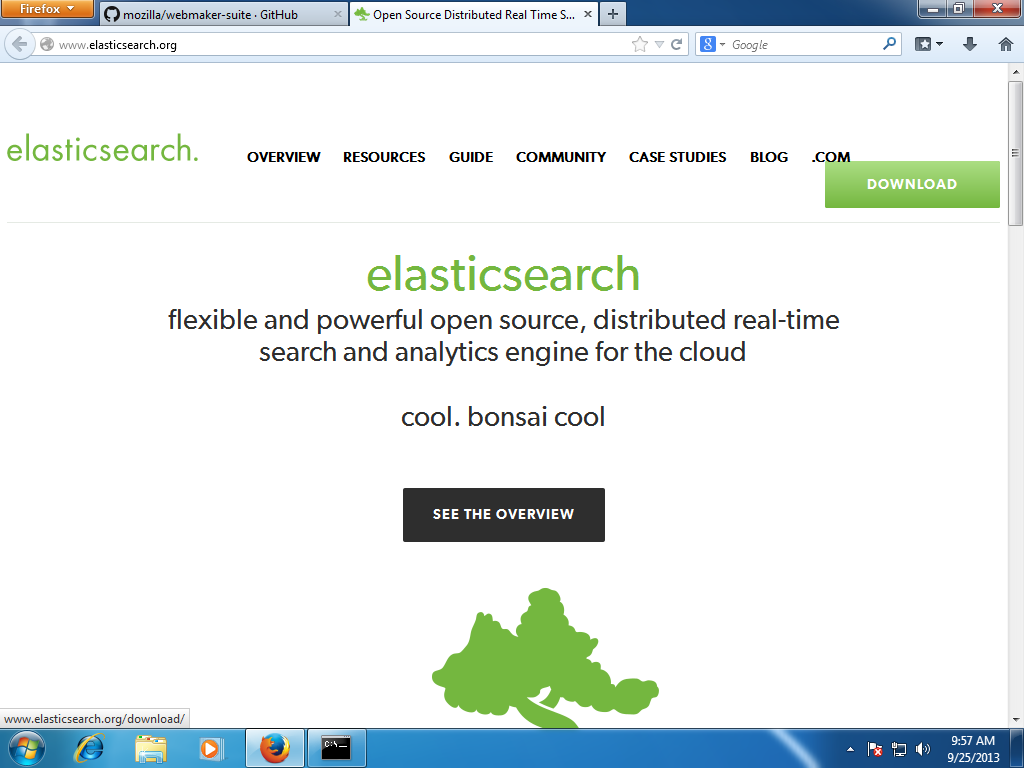 Firefox
mozilla/webmaker-suite · GitHub
Open Source Distributed Real Time S...
www.elasticsearch.org
8
Google
elasticsearch.
OVERVIEW RESOURCES GUIDE COMMUNITY CASE STUDIES BLOG .COM
DOWNLOAD
elasticsearch
flexible and powerful open source, distributed real-time
search and analytics engine for the cloud
cool. bonsai cool
SEE THE OVERVIEW
www.elasticsearch.org/download/
C:\.
9:57 AM
9/25/2013